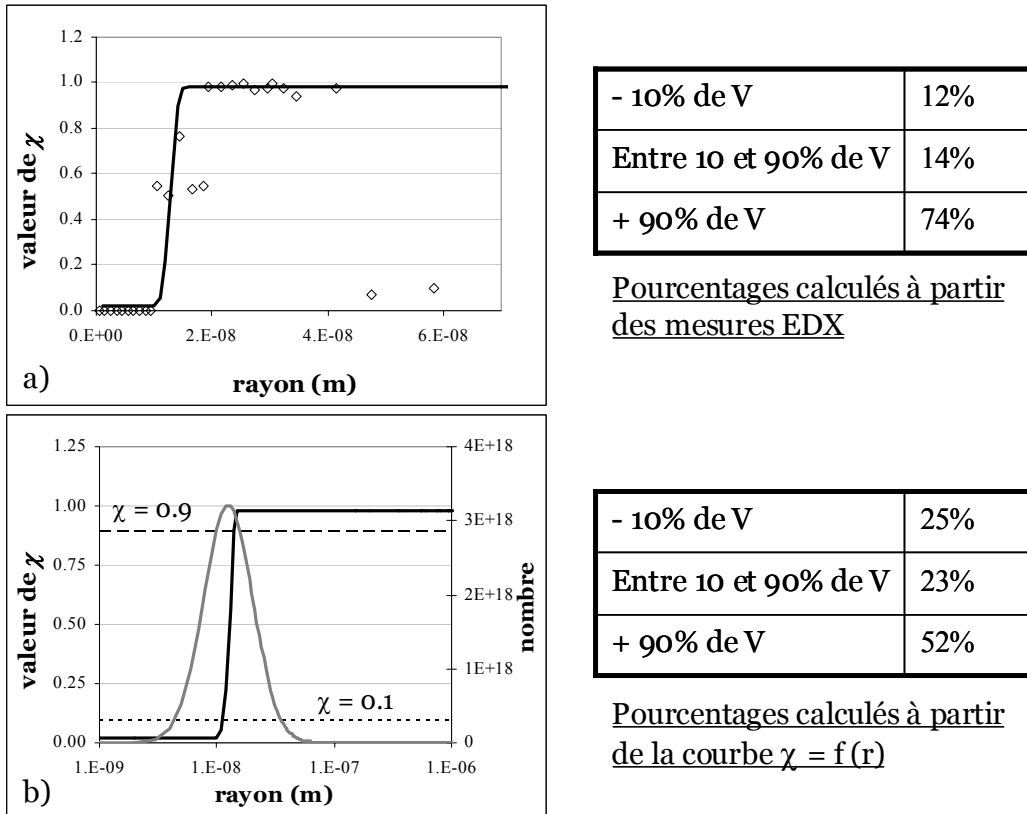 1.2
1.0
0.8
0.6
0.4
0.2
0.0
valeur de χ
0.E+00 2.E-08 4.E-08 6.E-08
rayon (m)
a)
- 10% de V 12%
Entre 10 et 90% de V 14%
+ 90% de V 74%
Pourcentages calculés à partir
des mesures EDX
1.25
1.00
0.75
0.50
0.25
0.00
valeur de χ
χ = 0.9
χ = 0.1
4E+18
3E+18
2E+18
1E+18
0
nombre
1.E-09 1.E-08 1.E-07 1.E-06
rayon (m)
b)
- 10% de V 25%
Entre 10 et 90% de V 23%
+ 90% de V 52%
Pourcentages calculés à partir
de la courbe χ = f (r)